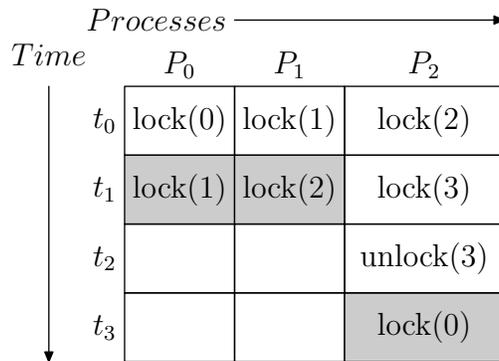 Processes
Time P₀ P₁ P₂
t₀ lock(0) lock(1) lock(2)
t₁ lock(1) lock(2) lock(3)
t₂ unlock(3)
t₃ lock(0)